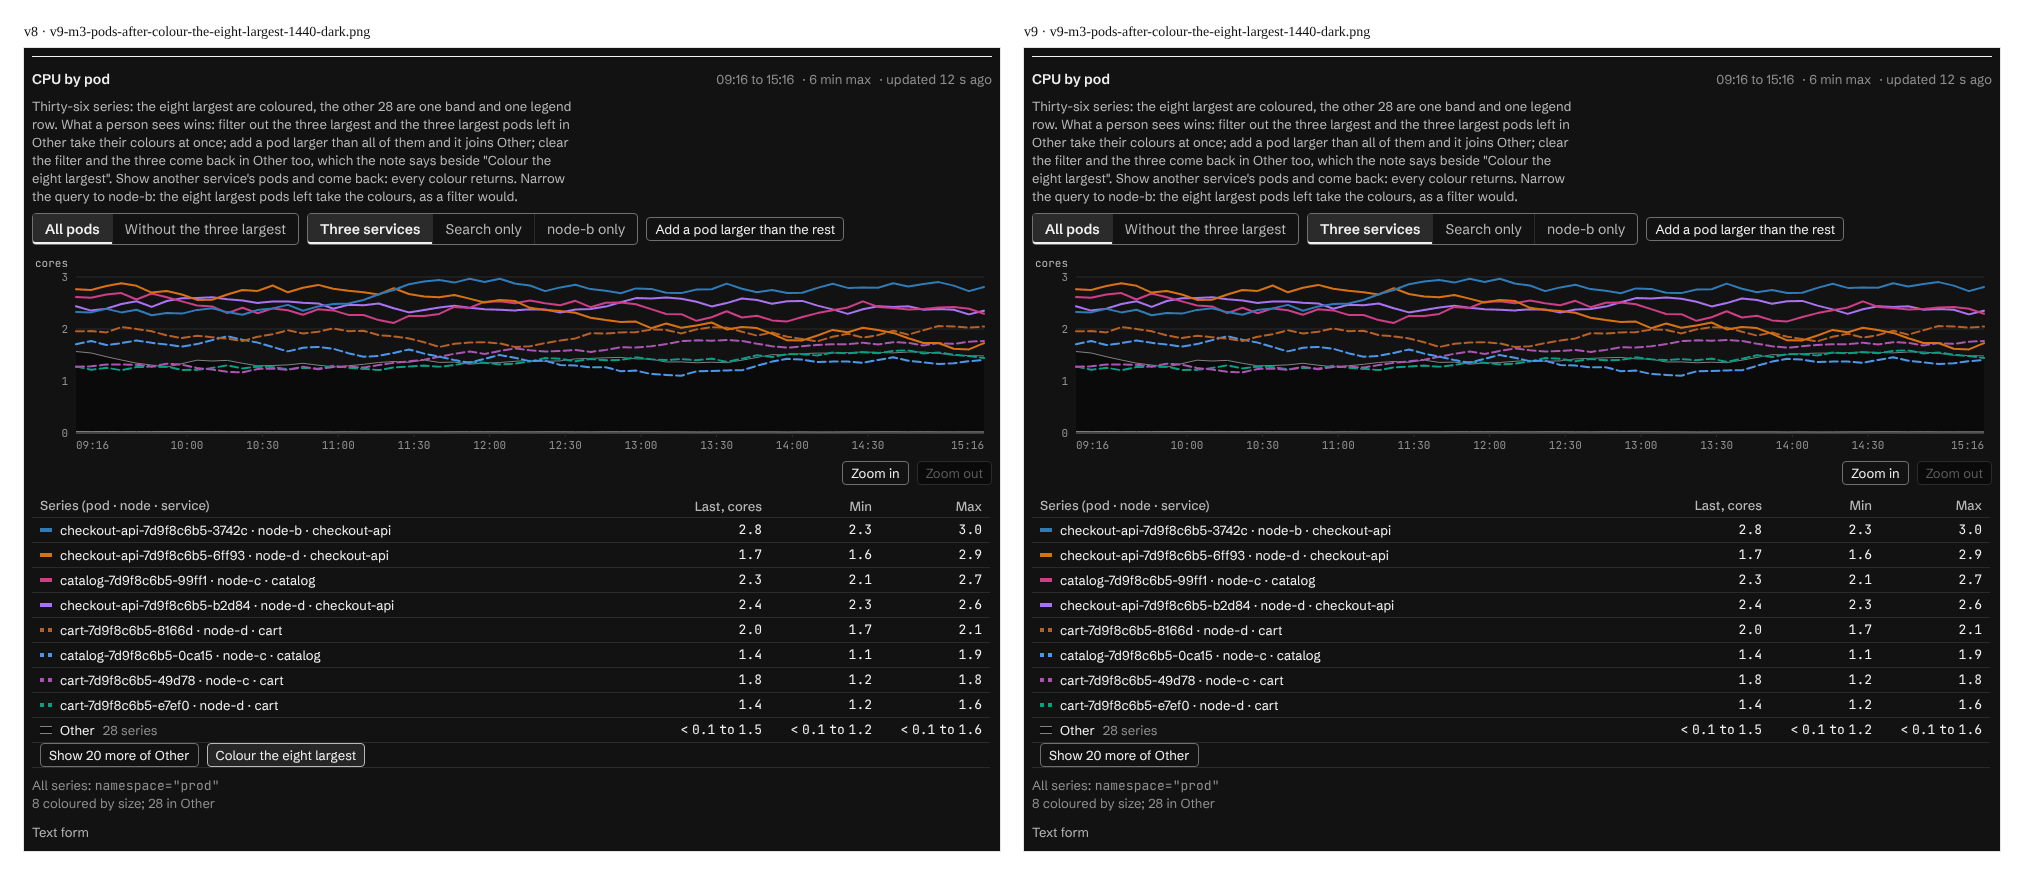 v8 · v9-m3-pods-after-colour-the-eight-largest-1440-dark.png
CPU by pod
09:16 to 15:16 · 6 min max · updated 12 s ago
Thirty-six series: the eight largest are coloured, the other 28 are one band and one legend
row. What a person sees wins: filter out the three largest and the three largest pods left in
Other take their colours at once; add a pod larger than all of them and it joins Other; clear
the filter and the three come back in Other too, which the note says beside "Colour the
eight largest". Show another service's pods and come back: every colour returns. Narrow
the query to node-b: the eight largest pods left take the colours, as a filter would.
All pods Without the three largest Three services Search only node-b only Add a pod larger than the rest
cores
3
2
1
0
09:16 10:00 10:30 11:00 11:30 12:00 12:30 13:00 13:30 14:00 14:30 15:16
Zoom in Zoom out
Series (pod · node · service) Last, cores Min Max
checkout-api-7d9f8c6b5-3742c · node-b · checkout-api 2.8 2.3 3.0
checkout-api-7d9f8c6b5-6ff93 · node-d · checkout-api 1.7 1.6 2.9
catalog-7d9f8c6b5-99ff1 · node-c · catalog 2.3 2.1 2.7
checkout-api-7d9f8c6b5-b2d84 · node-d · checkout-api 2.4 2.3 2.6
cart-7d9f8c6b5-8166d · node-d · cart 2.0 1.7 2.1
catalog-7d9f8c6b5-0ca15 · node-c · catalog 1.4 1.1 1.9
cart-7d9f8c6b5-49d78 · node-c · cart 1.8 1.2 1.8
cart-7d9f8c6b5-e7ef0 · node-d · cart 1.4 1.2 1.6
Other 28 series < 0.1 to 1.5 < 0.1 to 1.2 < 0.1 to 1.6
Show 20 more of Other Colour the eight largest
All series: namespace="prod"
8 coloured by size; 28 in Other
Text form
v9 · v9-m3-pods-after-colour-the-eight-largest-1440-dark.png
CPU by pod
09:16 to 15:16 · 6 min max · updated 12 s ago
Thirty-six series: the eight largest are coloured, the other 28 are one band and one legend
row. What a person sees wins: filter out the three largest and the three largest pods left in
Other take their colours at once; add a pod larger than all of them and it joins Other; clear
the filter and the three come back in Other too, which the note says beside "Colour the
eight largest". Show another service's pods and come back: every colour returns. Narrow
the query to node-b: the eight largest pods left take the colours, as a filter would.
All pods Without the three largest Three services Search only node-b only Add a pod larger than the rest
cores
3
2
1
0
09:16 10:00 10:30 11:00 11:30 12:00 12:30 13:00 13:30 14:00 14:30 15:16
Zoom in Zoom out
Series (pod · node · service) Last, cores Min Max
checkout-api-7d9f8c6b5-3742c · node-b · checkout-api 2.8 2.3 3.0
checkout-api-7d9f8c6b5-6ff93 · node-d · checkout-api 1.7 1.6 2.9
catalog-7d9f8c6b5-99ff1 · node-c · catalog 2.3 2.1 2.7
checkout-api-7d9f8c6b5-b2d84 · node-d · checkout-api 2.4 2.3 2.6
cart-7d9f8c6b5-8166d · node-d · cart 2.0 1.7 2.1
catalog-7d9f8c6b5-0ca15 · node-c · catalog 1.4 1.1 1.9
cart-7d9f8c6b5-49d78 · node-c · cart 1.8 1.2 1.8
cart-7d9f8c6b5-e7ef0 · node-d · cart 1.4 1.2 1.6
Other 28 series < 0.1 to 1.5 < 0.1 to 1.2 < 0.1 to 1.6
Show 20 more of Other
All series: namespace="prod"
8 coloured by size; 28 in Other
Text form